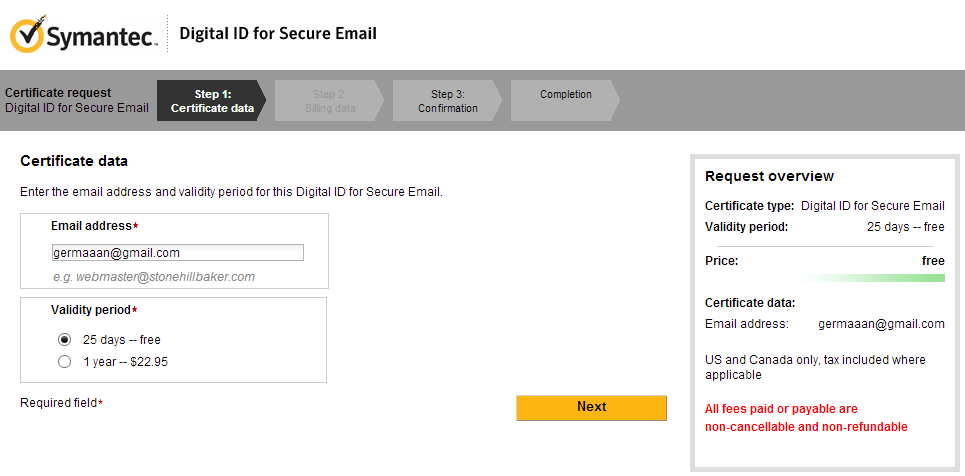 Symantec.
Digital ID for Secure Email
Certificate request
Digital ID for Secure Email
Step 1:
Certificate data
Step 2:
Billing data
Step 3:
Confirmation
Completion
Certificate data
Enter the email address and validity period for this Digital ID for Secure Email.
Email address*
germaaan@gmail.com
e.g. webmaster@stonehillbaker.com
Validity period*
25 days -- free
1 year -- $22.95
Required field*
Next
Request overview
Certificate type: Digital ID for Secure Email
Validity period: 25 days -- free
Price: free
Certificate data:
Email address: germaaan@gmail.com
US and Canada only, tax included where
applicable
All fees paid or payable are
non-cancellable and non-refundable